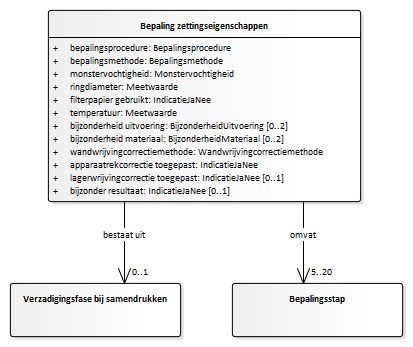 Bepaling zettingseigenschappen
+ bepalingsprocedure: Bepalingsprocedure
+ bepalingsmethode: Bepalingsmethode
+ monstervochtigheid: Monstervochtigheid
+ ringdiameter: Meetwaarde
+ filterpapier gebruikt: IndicatieJaNee
+ temperatuur: Meetwaarde
+ bijzonderheid uitvoering: BijzonderheidUitvoering [0..2]
+ bijzonderheid materiaal: BijzonderheidMateriaal [0..2]
+ wandwrijvingcorrectiemethode: Wandwrijvingcorrectiemethode
+ apparaatrekcorrectie toegepast: IndicatieJaNee
+ lagerwrijvingcorrectie toegepast: IndicatieJaNee [0..1]
+ bijzonder resultaat: IndicatieJaNee [0..1]
bestaat uit
omvat
0..1
5..20
Verzadigingsfase bij samendrukken
Bepalingsstap